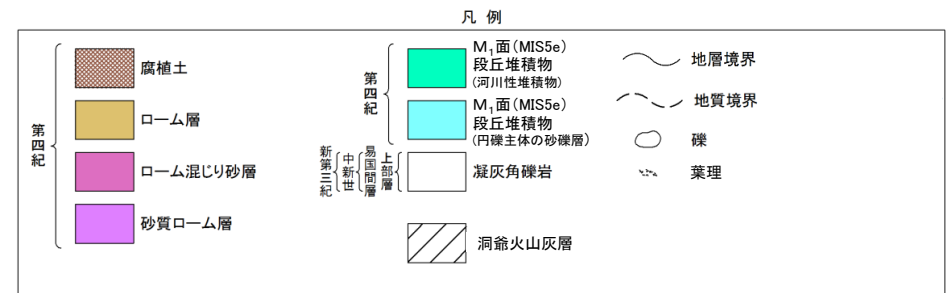 凡 例
第四紀
腐植土
ローム層
ローム混じり砂層
砂質ローム層
第四紀
M₁面(MIS5e)
段丘堆積物
(河川性堆積物)
M₁面(MIS5e)
段丘堆積物
(円礫主体の砂礫層)
新第三紀
中新世
易国間層
上部層
凝灰角礫岩
洞爺火山灰層
地層境界
地質境界
礫
葉理